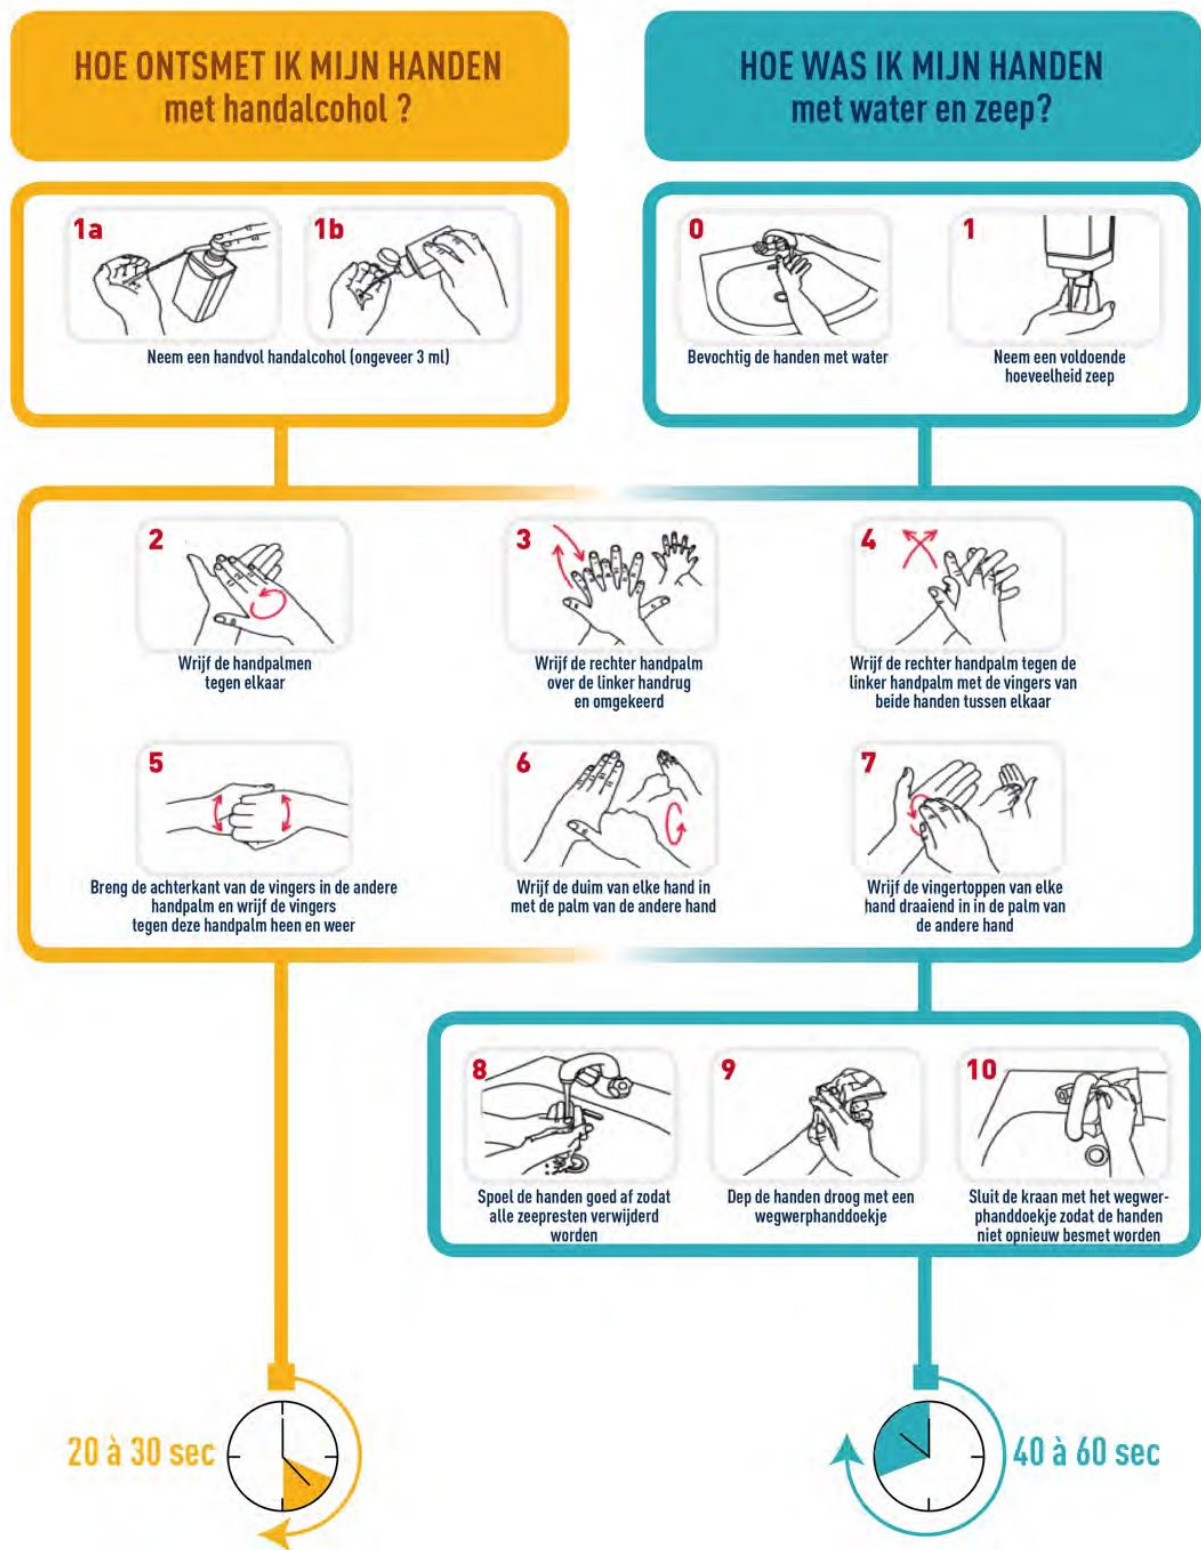 HOE ONTSMET IK MIJN HANDEN
met handalcohol ?
HOE WAS IK MIJN HANDEN
met water en zeep?
1a
1b
Neem een handvol handalcohol (ongeveer 3 ml)
0
Bevochtig de handen met water
1
Neem een voldoende
hoeveelheid zeep
2
Wrijf de handpalmen
tegen elkaar
3
Wrijf de rechter handpalm
over de linker handrug
en omgekeerd
4
Wrijf de rechter handpalm tegen de
linker handpalm met de vingers van
beide handen tussen elkaar
5
Breng de achterkant van de vingers in de andere
handpalm en wrijf de vingers
tegen deze handpalm heen en weer
6
Wrijf de duim van elke hand in
met de palm van de andere hand
7
Wrijf de vingertoppen van elke
hand draaiend in in de palm van
de andere hand
8
Spoel de handen goed af zodat
alle zeepresten verwijderd
worden
9
Dep de handen droog met een
wegwerphanddoekje
10
Sluit de kraan met het wegwer-
phanddoekje zodat de handen
niet opnieuw besmet worden
20 à 30 sec
40 à 60 sec